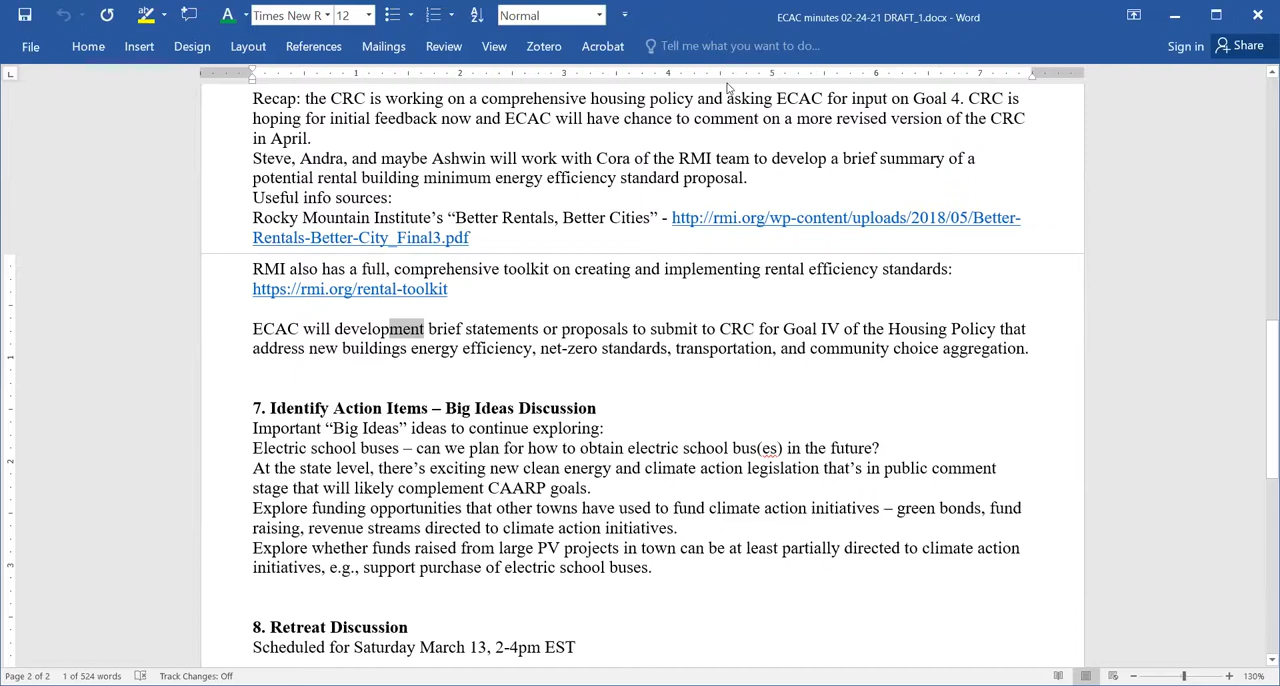 Times New R 12 Normal ECAC minutes 02-24-21 DRAFT_1.docx - Word
File Home Insert Design Layout References Mailings Review View Zotero Acrobat Tell me what you want to do... Sign in Share
1 2 3 4 5 6 7
Recap: the CRC is working on a comprehensive housing policy and asking ECAC for input on Goal 4. CRC is
hoping for initial feedback now and ECAC will have chance to comment on a more revised version of the CRC
in April.
Steve, Andra, and maybe Ashwin will work with Cora of the RMI team to develop a brief summary of a
potential rental building minimum energy efficiency standard proposal.
Useful info sources:
Rocky Mountain Institute's “Better Rentals, Better Cities” - http://rmi.org/wp-content/uploads/2018/05/Better-
Rentals-Better-City_Final3.pdf
RMI also has a full, comprehensive toolkit on creating and implementing rental efficiency standards:
https://rmi.org/rental-toolkit
ECAC will development brief statements or proposals to submit to CRC for Goal IV of the Housing Policy that
address new buildings energy efficiency, net-zero standards, transportation, and community choice aggregation.
7. Identify Action Items – Big Ideas Discussion
Important “Big Ideas” ideas to continue exploring:
Electric school buses – can we plan for how to obtain electric school bus(es) in the future?
At the state level, there's exciting new clean energy and climate action legislation that's in public comment
stage that will likely complement CAARP goals.
Explore funding opportunities that other towns have used to fund climate action initiatives – green bonds, fund
raising, revenue streams directed to climate action initiatives.
Explore whether funds raised from large PV projects in town can be at least partially directed to climate action
initiatives, e.g., support purchase of electric school buses.
8. Retreat Discussion
Scheduled for Saturday March 13, 2-4pm EST
Page 2 of 2 1 of 524 words Track Changes: Off 130%